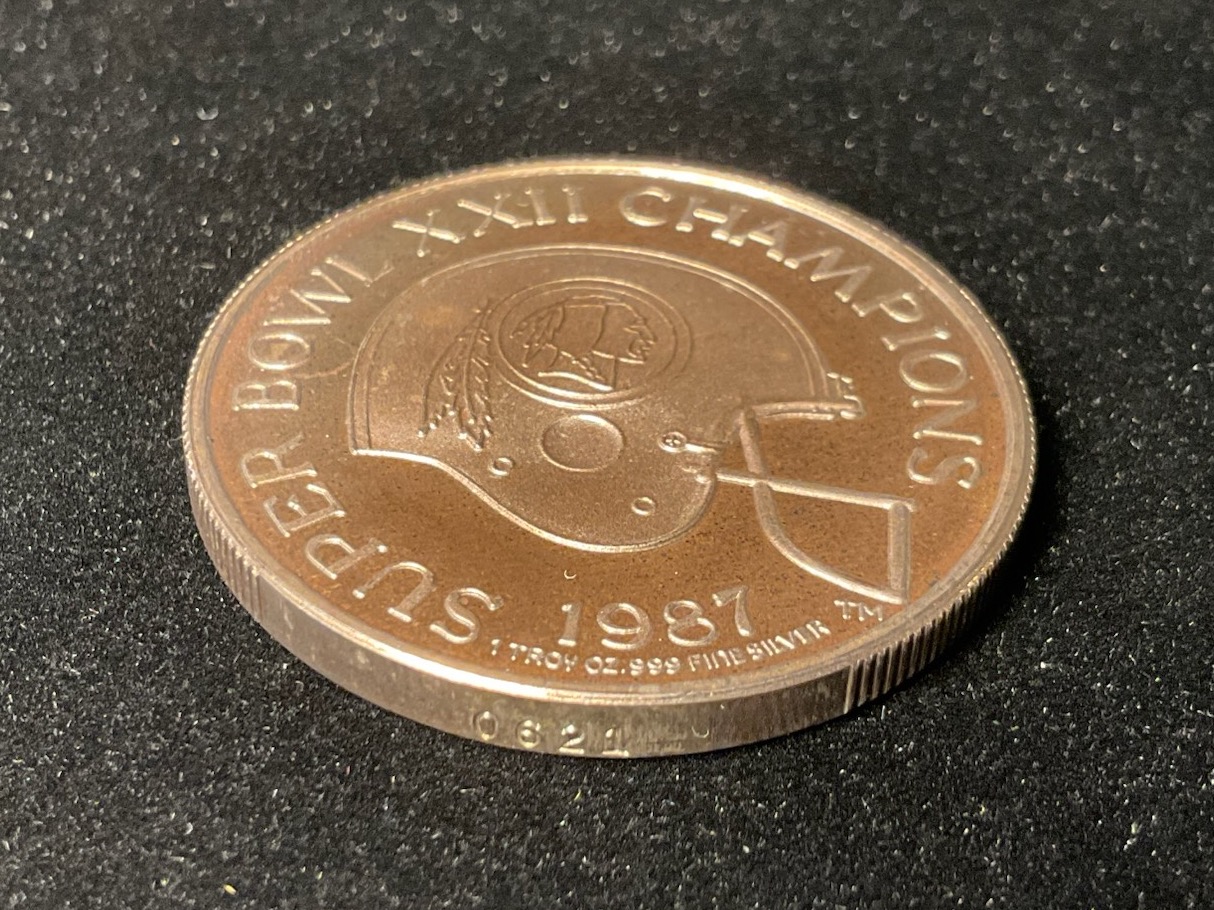 SUPER BOWL XXII CHAMPIONS
1987
1 TROY OZ. .999 FINE SILVER
TM
0621